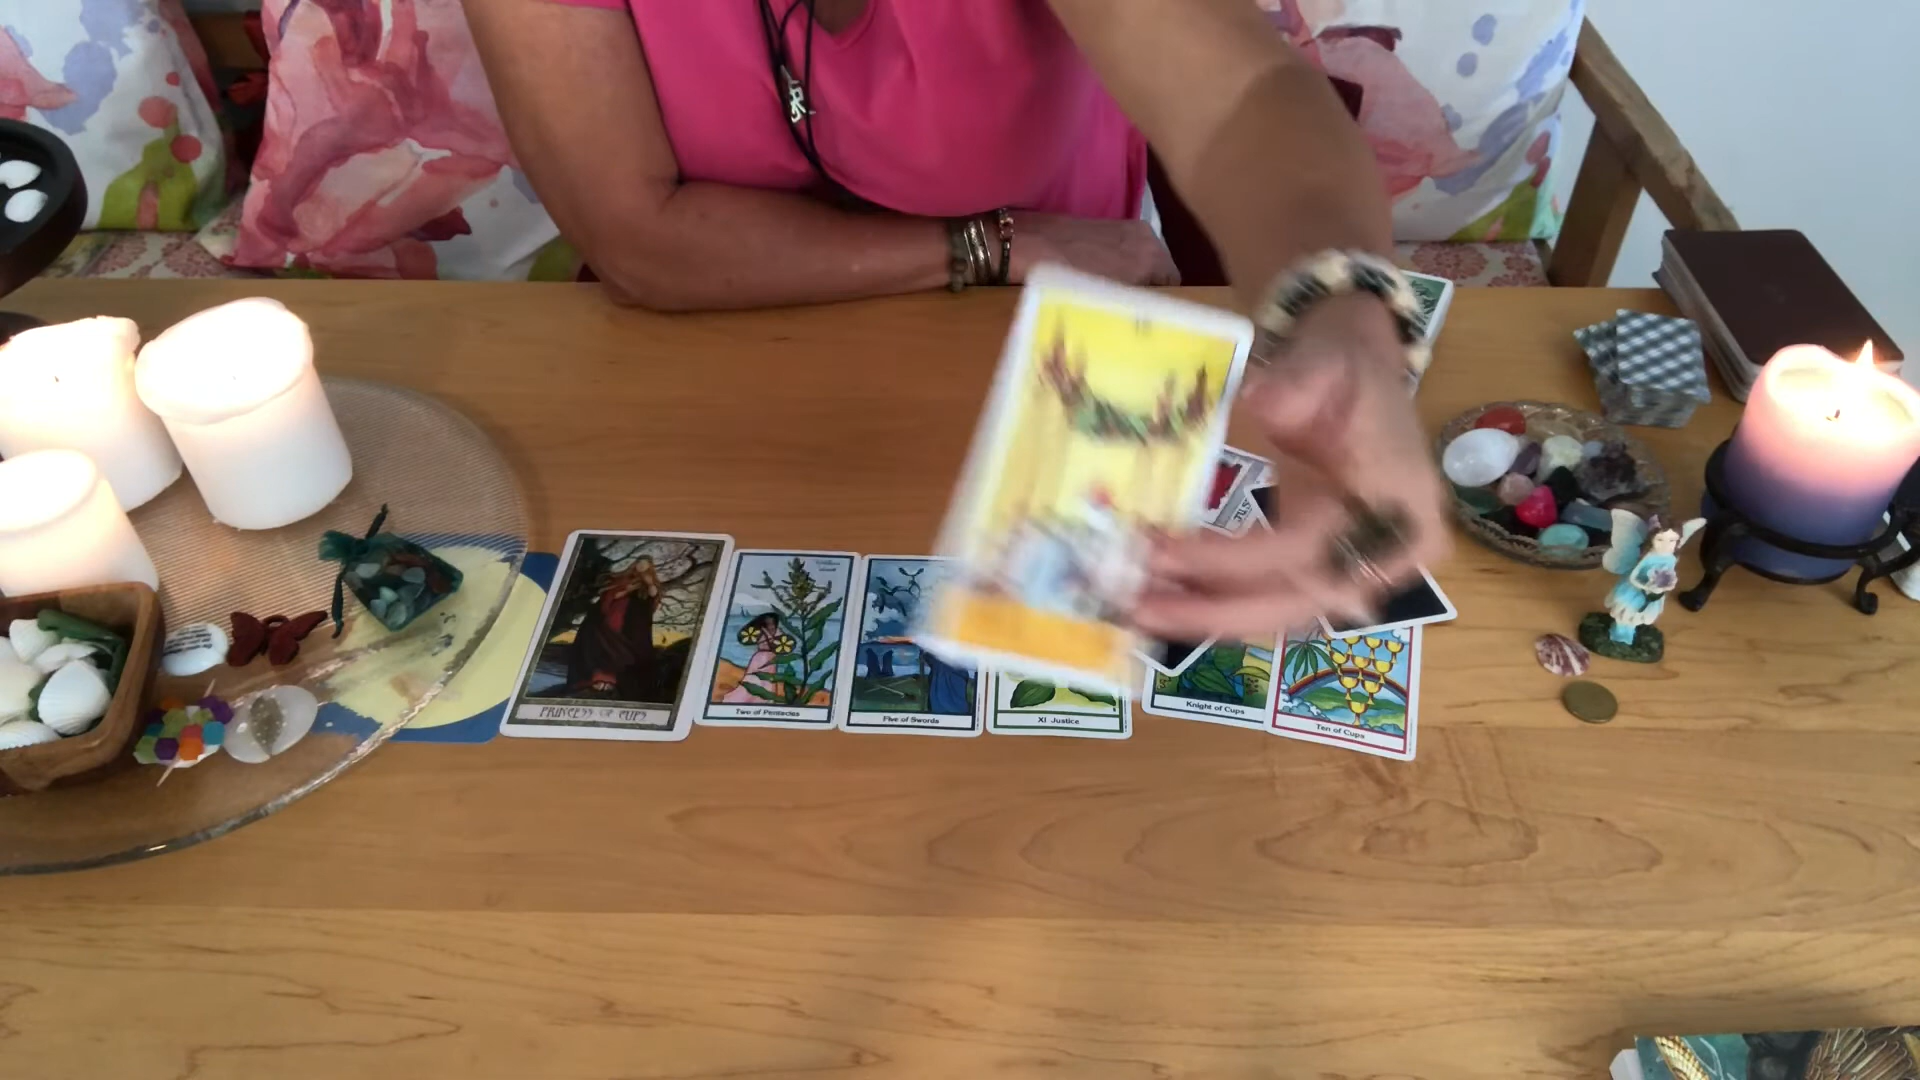 PRINCESS OF CUPS
Two of Pentacles
Five of Swords
XI Justice
Knight of Cups
Ten of Cups